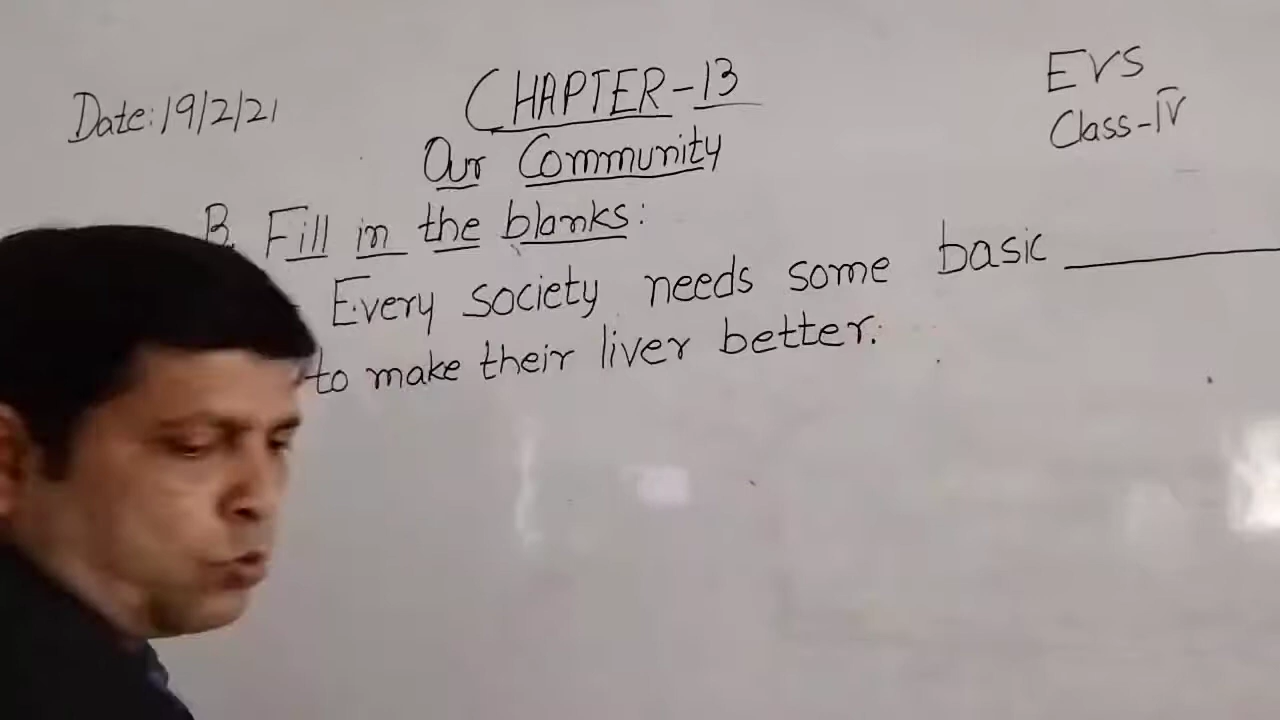 Date: 19/2/21
CHAPTER-13
EVS
Class-IV
Our Community
B. Fill in the blanks:
Every society needs some basic ________
to make their liver better.